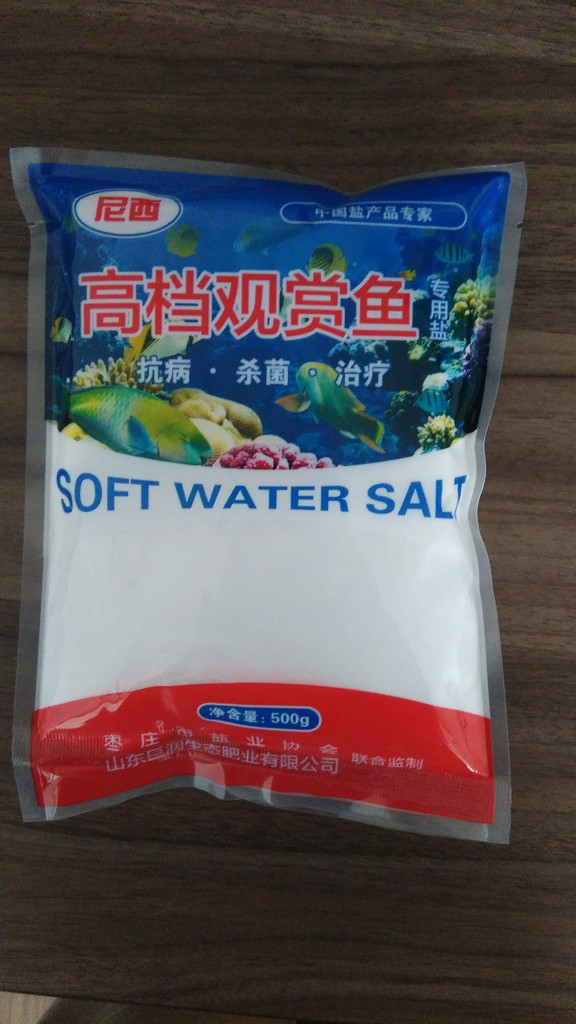 尼西
中国盐产品专家
高档观赏鱼
专用盐
抗病·杀菌·治疗
SOFT WATER SALT
净含量:500g
枣庄市盐业协会
山东巨润生态肥业有限公司
联合监制